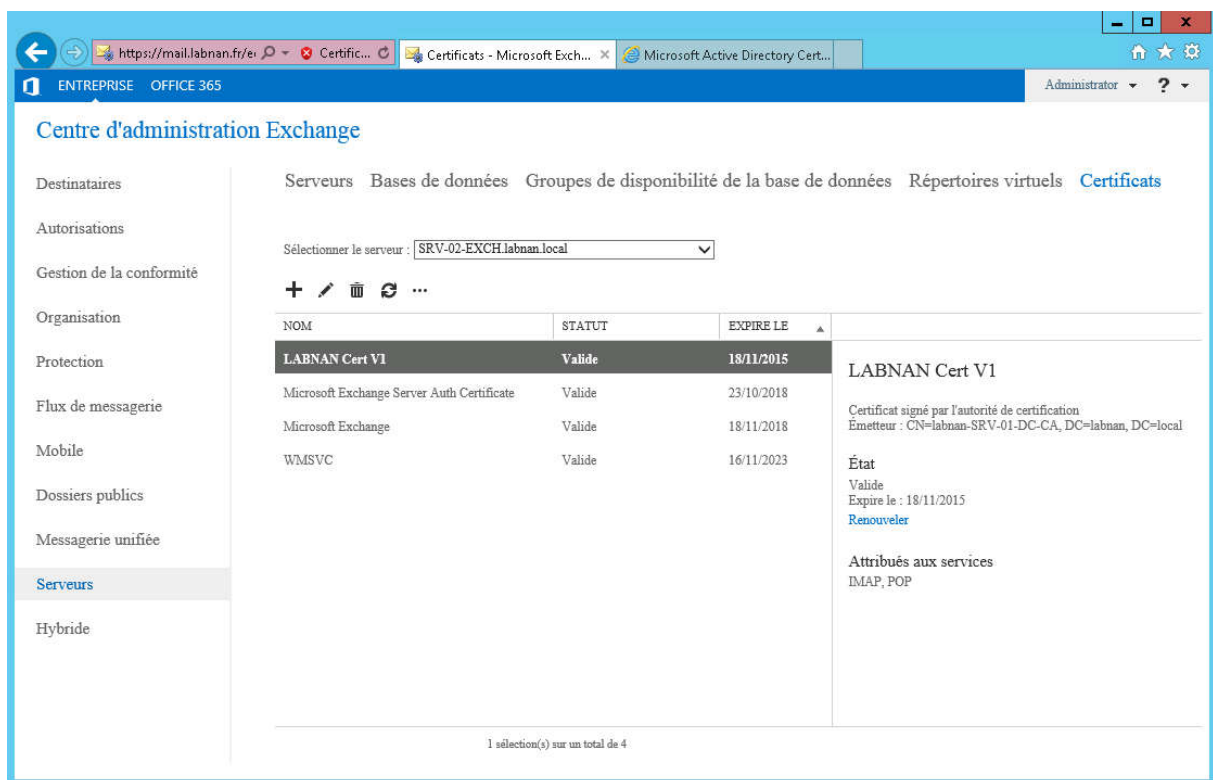 https://mail.labnan.fr/e
Certific...
Certificats - Microsoft Exch...
Microsoft Active Directory Cert...
ENTREPRISE OFFICE 365
Administrator ?
Centre d'administration Exchange
Destinataires
Autorisations
Gestion de la conformité
Organisation
Protection
Flux de messagerie
Mobile
Dossiers publics
Messagerie unifiée
Serveurs
Hybride
Serveurs Bases de données Groupes de disponibilité de la base de données Répertoires virtuels Certificats
Sélectionner le serveur : SRV-02-EXCH.labnan.local
NOM STATUT EXPIRE LE
LABNAN Cert V1 Valide 18/11/2015
Microsoft Exchange Server Auth Certificate Valide 23/10/2018
Microsoft Exchange Valide 18/11/2018
WMSVC Valide 16/11/2023
LABNAN Cert V1
Certificat signé par l'autorité de certification
Émetteur : CN=labnan-SRV-01-DC-CA, DC=labnan, DC=local
État
Valide
Expire le : 18/11/2015
Renouveler
Attribués aux services
IMAP, POP
1 sélection(s) sur un total de 4